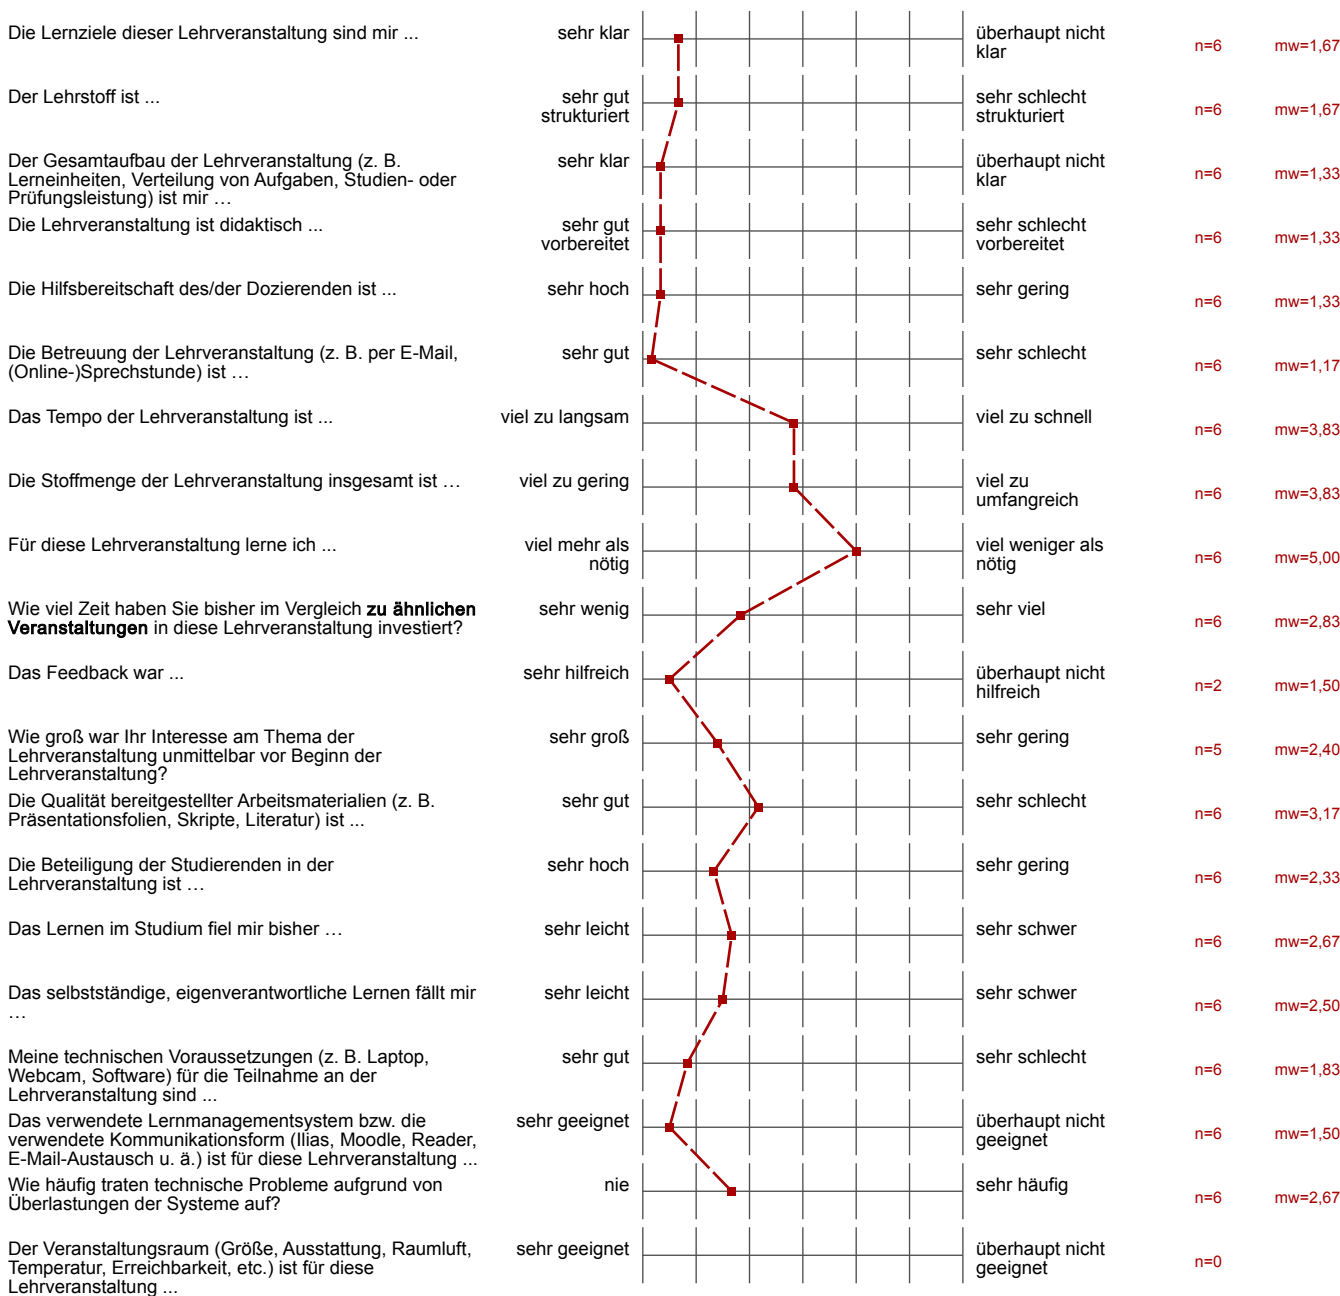 Die Lernziele dieser Lehrveranstaltung sind mir ...
sehr klar
überhaupt nicht
klar
n=6
mw=1,67
Der Lehrstoff ist ...
sehr gut
strukturiert
sehr schlecht
strukturiert
n=6
mw=1,67
Der Gesamtaufbau der Lehrveranstaltung (z. B.
Lerneinheiten, Verteilung von Aufgaben, Studien- oder
Prüfungsleistung) ist mir …
sehr klar
überhaupt nicht
klar
n=6
mw=1,33
Die Lehrveranstaltung ist didaktisch ...
sehr gut
vorbereitet
sehr schlecht
vorbereitet
n=6
mw=1,33
Die Hilfsbereitschaft des/der Dozierenden ist ...
sehr hoch
sehr gering
n=6
mw=1,33
Die Betreuung der Lehrveranstaltung (z. B. per E-Mail,
(Online-)Sprechstunde) ist …
sehr gut
sehr schlecht
n=6
mw=1,17
Das Tempo der Lehrveranstaltung ist ...
viel zu langsam
viel zu schnell
n=6
mw=3,83
Die Stoffmenge der Lehrveranstaltung insgesamt ist …
viel zu gering
viel zu
umfangreich
n=6
mw=3,83
Für diese Lehrveranstaltung lerne ich ...
viel mehr als
nötig
viel weniger als
nötig
n=6
mw=5,00
Wie viel Zeit haben Sie bisher im Vergleich zu ähnlichen
Veranstaltungen in diese Lehrveranstaltung investiert?
sehr wenig
sehr viel
n=6
mw=2,83
Das Feedback war ...
sehr hilfreich
überhaupt nicht
hilfreich
n=2
mw=1,50
Wie groß war Ihr Interesse am Thema der
Lehrveranstaltung unmittelbar vor Beginn der
Lehrveranstaltung?
sehr groß
sehr gering
n=5
mw=2,40
Die Qualität bereitgestellter Arbeitsmaterialien (z. B.
Präsentationsfolien, Skripte, Literatur) ist ...
sehr gut
sehr schlecht
n=6
mw=3,17
Die Beteiligung der Studierenden in der
Lehrveranstaltung ist …
sehr hoch
sehr gering
n=6
mw=2,33
Das Lernen im Studium fiel mir bisher …
sehr leicht
sehr schwer
n=6
mw=2,67
Das selbstständige, eigenverantwortliche Lernen fällt mir
…
sehr leicht
sehr schwer
n=6
mw=2,50
Meine technischen Voraussetzungen (z. B. Laptop,
Webcam, Software) für die Teilnahme an der
Lehrveranstaltung sind ...
sehr gut
sehr schlecht
n=6
mw=1,83
Das verwendete Lernmanagementsystem bzw. die
verwendete Kommunikationsform (Ilias, Moodle, Reader,
E-Mail-Austausch u. ä.) ist für diese Lehrveranstaltung ...
sehr geeignet
überhaupt nicht
geeignet
n=6
mw=1,50
Wie häufig traten technische Probleme aufgrund von
Überlastungen der Systeme auf?
nie
sehr häufig
n=6
mw=2,67
Der Veranstaltungsraum (Größe, Ausstattung, Raumluft,
Temperatur, Erreichbarkeit, etc.) ist für diese
Lehrveranstaltung ...
sehr geeignet
überhaupt nicht
geeignet
n=0